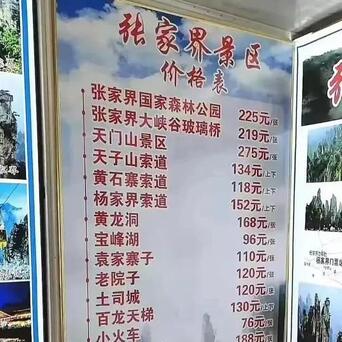 张家界景区
价格表
张家界国家森林公园 225元/张
张家界大峡谷玻璃桥 219元/张
天门山景区 275元/张
天子山索道 134元/上下
黄石寨索道 118元/上下
杨家界索道 152元/上下
黄龙洞 168元/张
宝峰湖 96元/张
袁家寨子 110元/张
老院子 120元/张
土司城 120元/张
百龙天梯 130元/上下
小火车 76元/张
188元